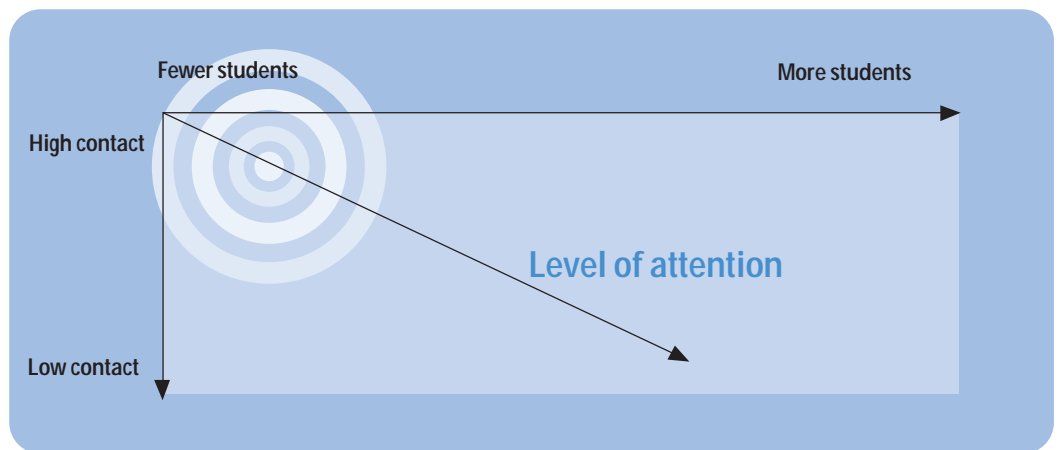 Fewer students
More students
High contact
Level of attention
Low contact